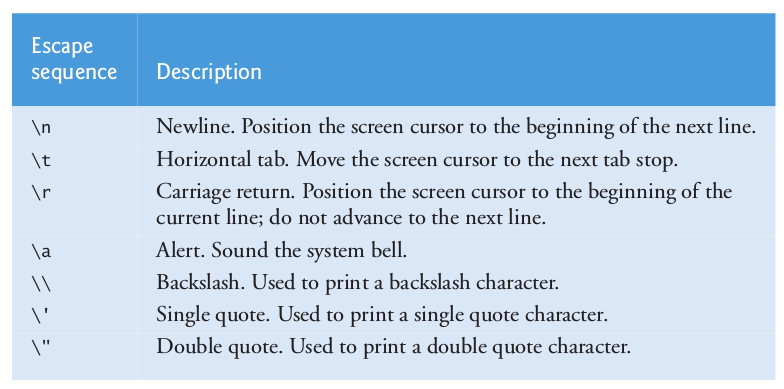 Escape
sequence Description
\n Newline. Position the screen cursor to the beginning of the next line.
\t Horizontal tab. Move the screen cursor to the next tab stop.
\r Carriage return. Position the screen cursor to the beginning of the
current line; do not advance to the next line.
\a Alert. Sound the system bell.
\\ Backslash. Used to print a backslash character.
\' Single quote. Used to print a single quote character.
\" Double quote. Used to print a double quote character.